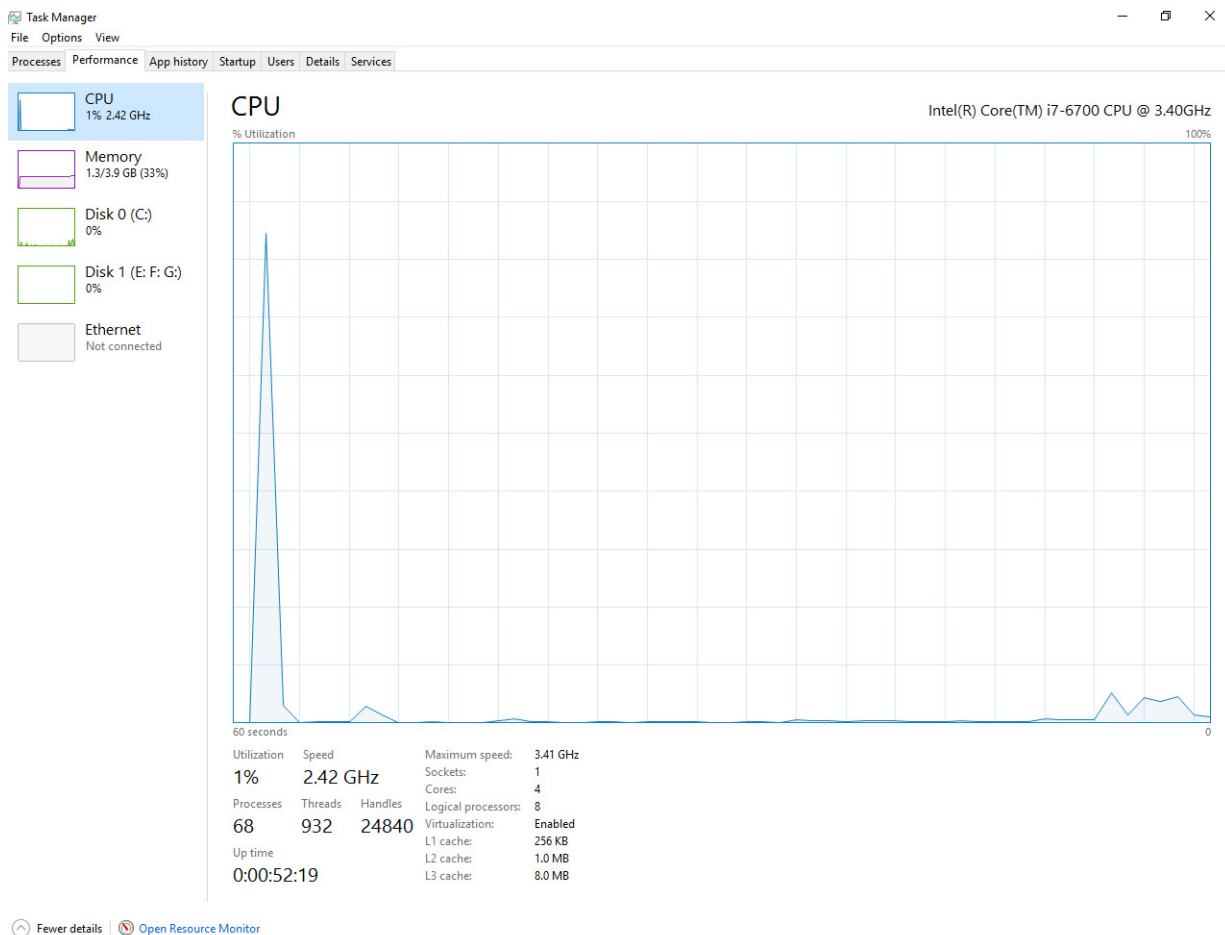 Task Manager
File Options View
Processes Performance App history Startup Users Details Services
CPU
1% 2.42 GHz
Memory
1.3/3.9 GB (33%)
Disk 0 (C:)
0%
Disk 1 (E: F: G:)
0%
Ethernet
Not connected
CPU
Intel(R) Core(TM) i7-6700 CPU @ 3.40GHz
% Utilization
100%
60 seconds
0
Utilization Speed
1% 2.42 GHz
Processes Threads Handles
68 932 24840
Up time
0:00:52:19
Maximum speed: 3.41 GHz
Sockets: 1
Cores: 4
Logical processors: 8
Virtualization: Enabled
L1 cache: 256 KB
L2 cache: 1.0 MB
L3 cache: 8.0 MB
Fewer details Open Resource Monitor